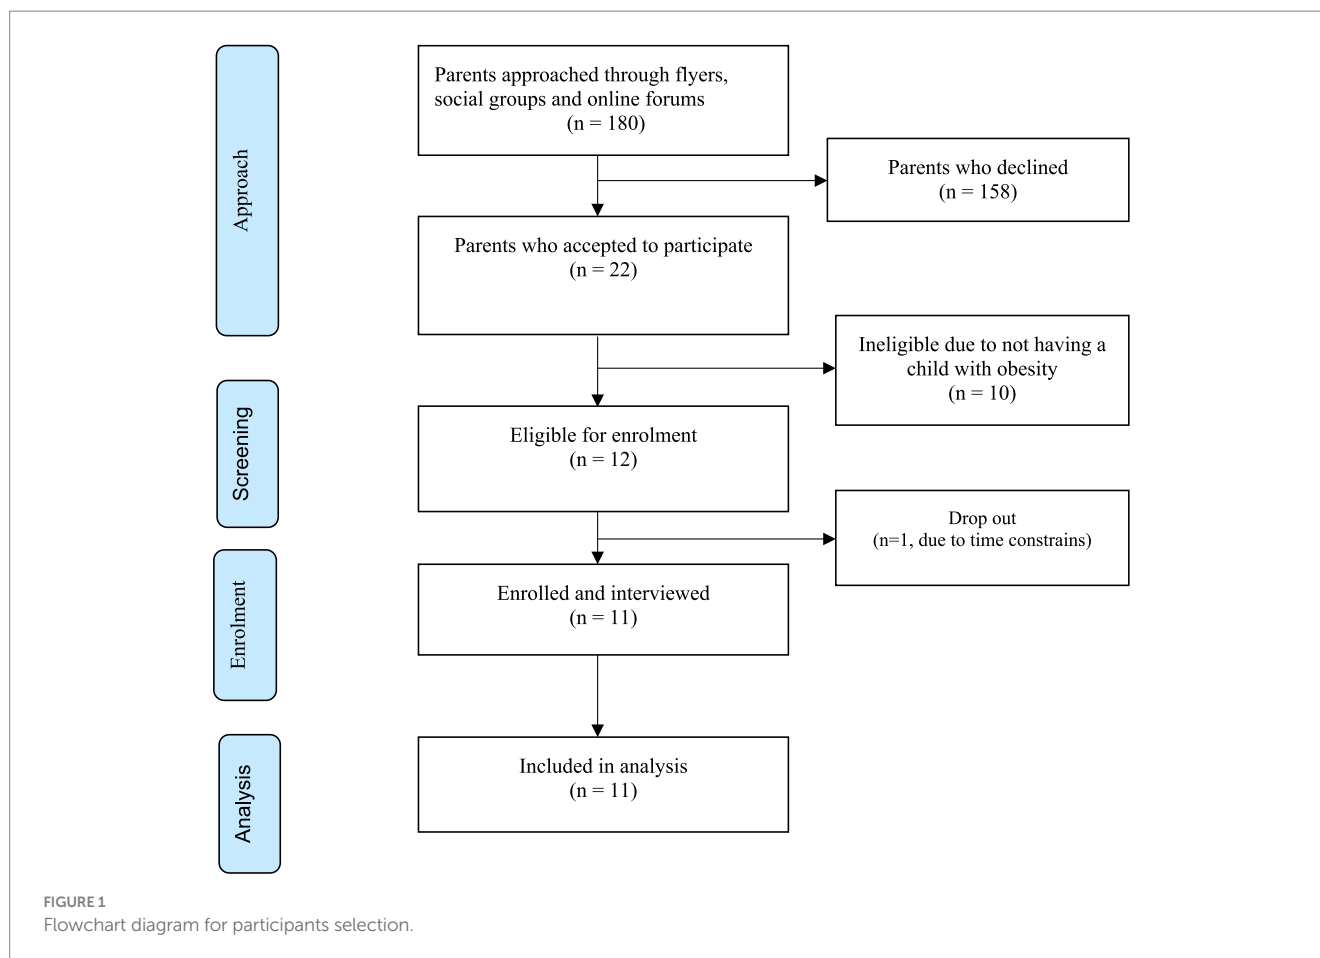 Approach
Parents approached through flyers,
social groups and online forums
(n = 180)
Parents who declined
(n = 158)
Parents who accepted to participate
(n = 22)
Ineligible due to not having a
child with obesity
(n = 10)
Screening
Eligible for enrolment
(n = 12)
Drop out
(n=1, due to time constrains)
Enrolment
Enrolled and interviewed
(n = 11)
Analysis
Included in analysis
(n = 11)
FIGURE 1
Flowchart diagram for participants selection.